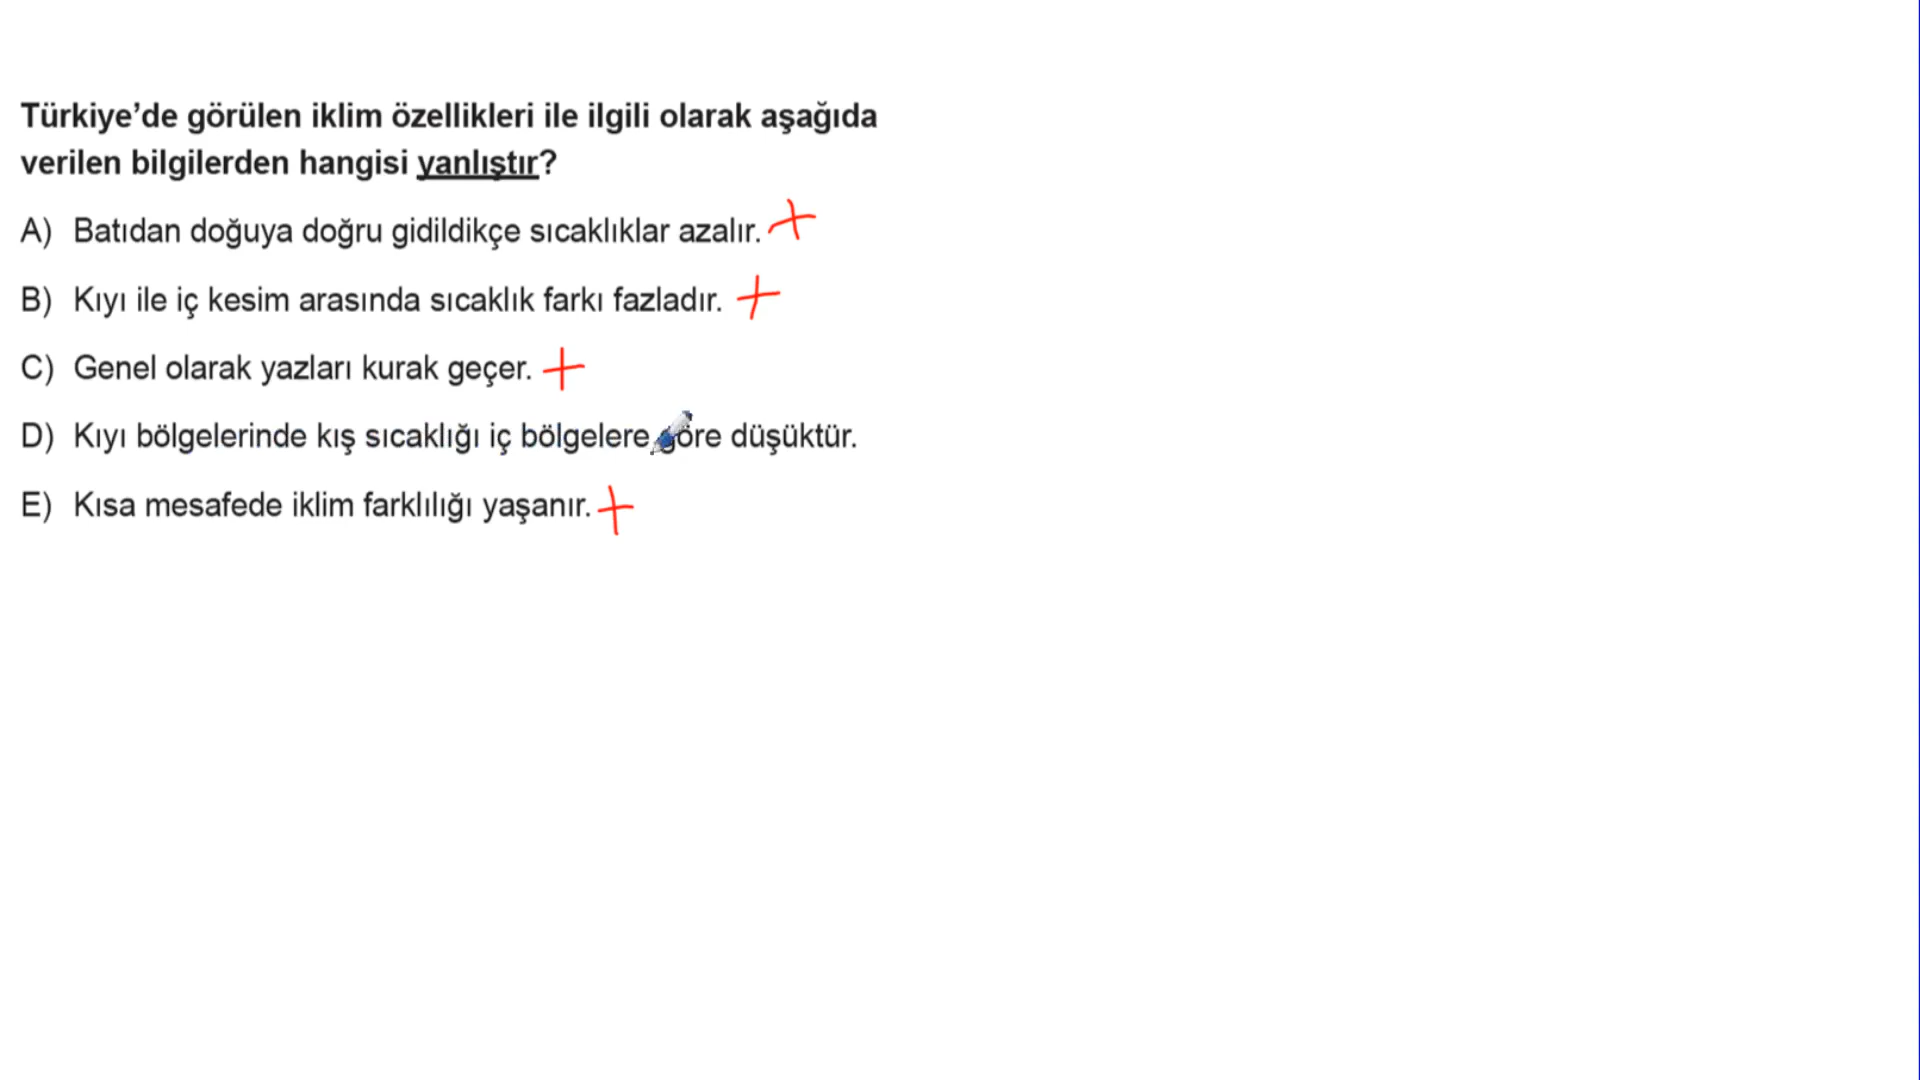 Türkiye’de görülen iklim özellikleri ile ilgili olarak aşağıda
verilen bilgilerden hangisi yanlıştır?
A) Batıdan doğuya doğru gidildikçe sıcaklıklar azalır. +
B) Kıyı ile iç kesim arasında sıcaklık farkı fazladır. +
C) Genel olarak yazları kurak geçer. +
D) Kıyı bölgelerinde kış sıcaklığı iç bölgelere göre düşüktür.
E) Kısa mesafede iklim farklılığı yaşanır. +